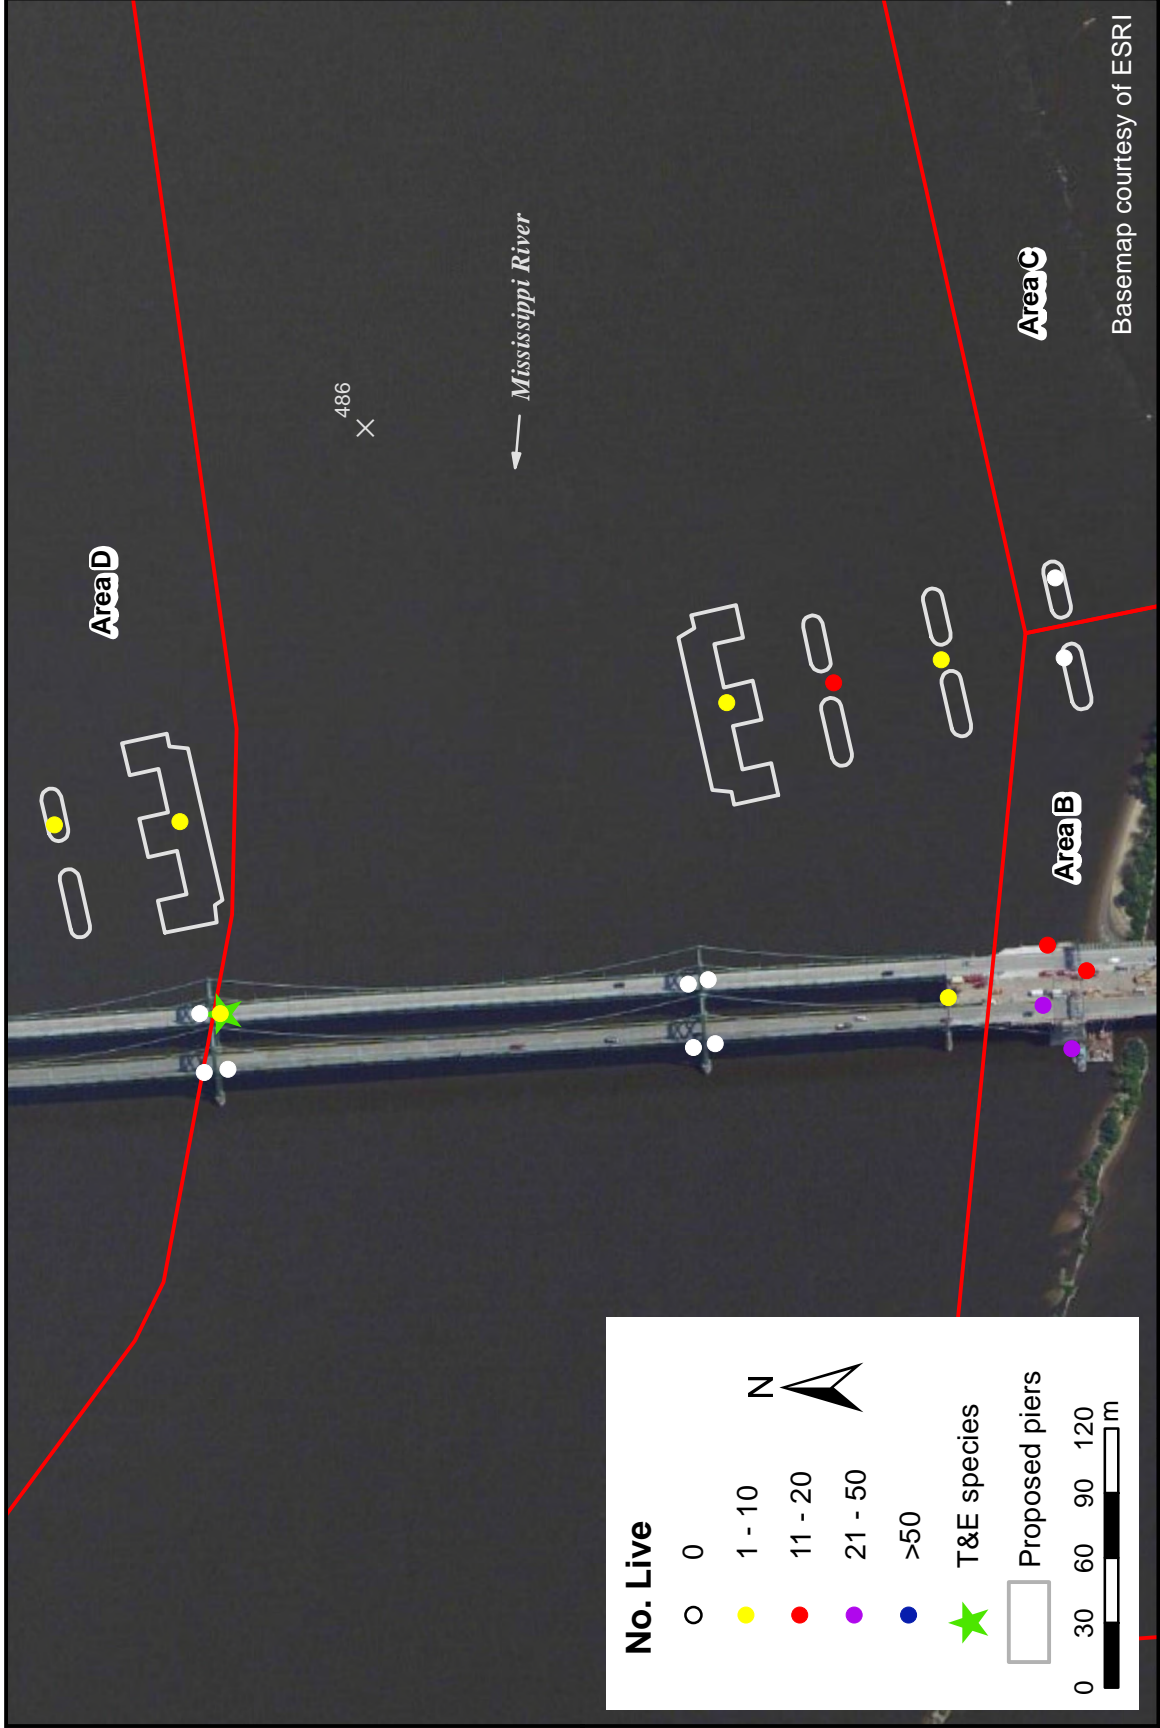 Area D
486
Mississippi River
Area C
Area B
Basemap courtesy of ESRI
No. Live
0
1 - 10
11 - 20
21 - 50
>50
T&E species
Proposed piers
N
0 30 60 90 120
m